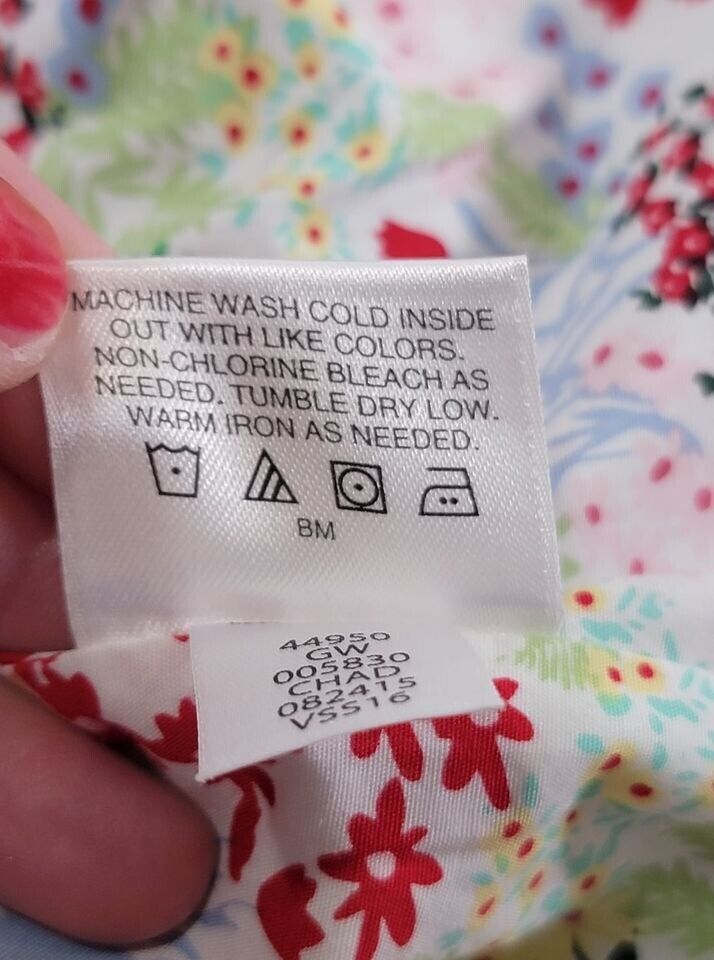 MACHINE WASH COLD INSIDE
OUT WITH LIKE COLORS.
NON-CHLORINE BLEACH AS
NEEDED. TUMBLE DRY LOW.
WARM IRON AS NEEDED.
BM
44950
GW
005830
CHAD
082415
VSS16